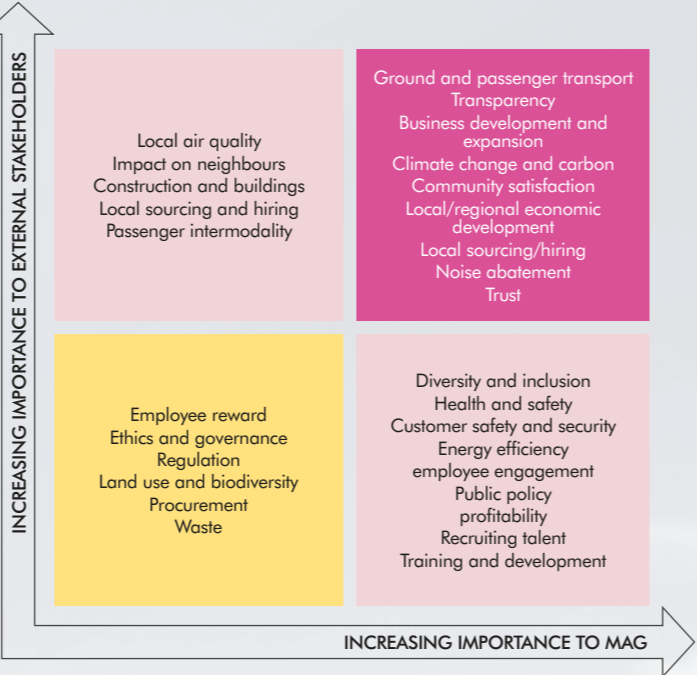 INCREASING IMPORTANCE TO EXTERNAL STAKEHOLDERS
Local air quality
Impact on neighbours
Construction and buildings
Local sourcing and hiring
Passenger intermodality
Ground and passenger transport
Transparency
Business development and
expansion
Climate change and carbon
Community satisfaction
Local/regional economic
development
Local sourcing/hiring
Noise abatement
Trust
Employee reward
Ethics and governance
Regulation
Land use and biodiversity
Procurement
Waste
Diversity and inclusion
Health and safety
Customer safety and security
Energy efficiency
employee engagement
Public policy
profitability
Recruiting talent
Training and development
INCREASING IMPORTANCE TO MAG